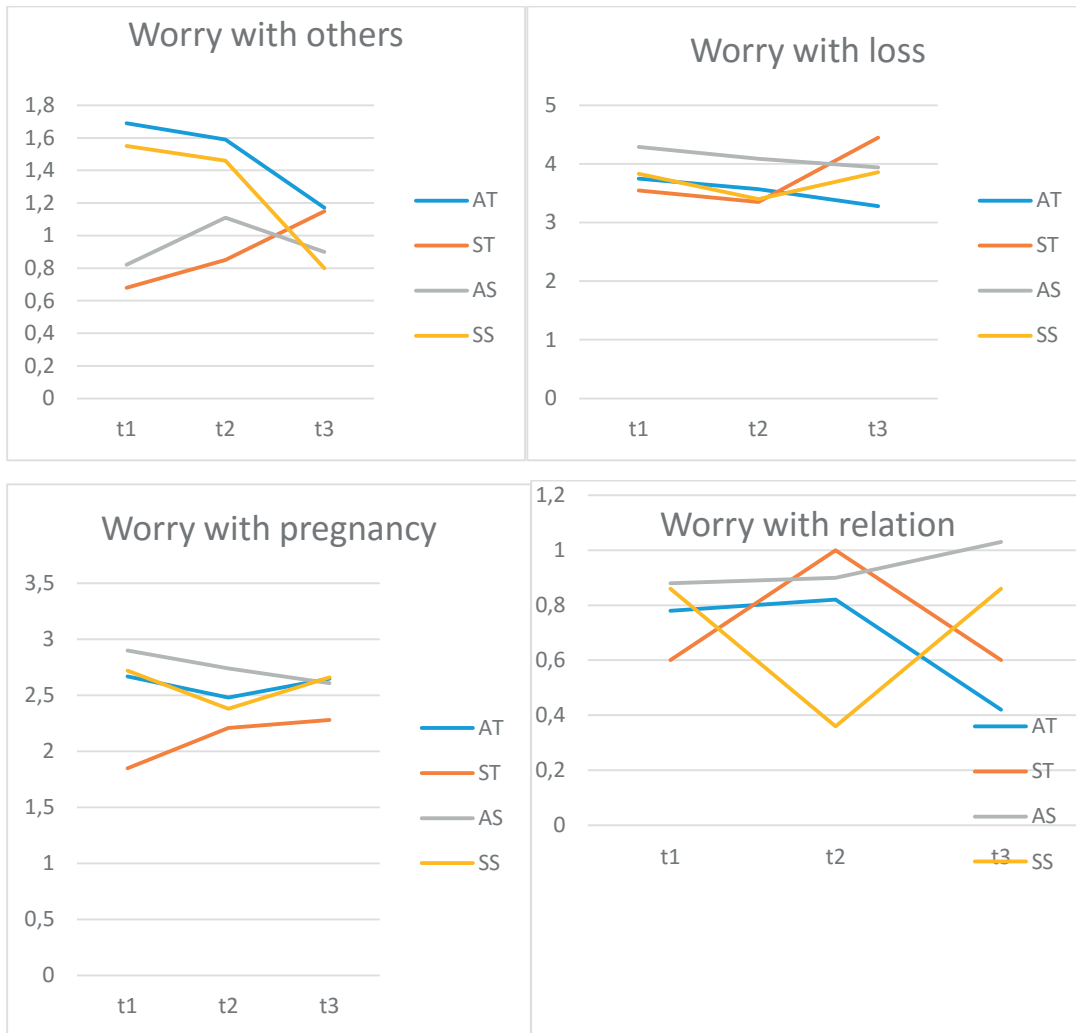 Worry with others
1,8
1,6
1,4
1,2
1
0,8
0,6
0,4
0,2
0
t1 t2 t3
AT
ST
AS
SS
Worry with loss
5
4
3
2
1
0
t1 t2 t3
AT
ST
AS
SS
Worry with pregnancy
3,5
3
2,5
2
1,5
1
0,5
0
t1 t2 t3
AT
ST
AS
SS
Worry with relation
1,2
1
0,8
0,6
0,4
0,2
0
t1 t2 t3
AT
ST
AS
SS